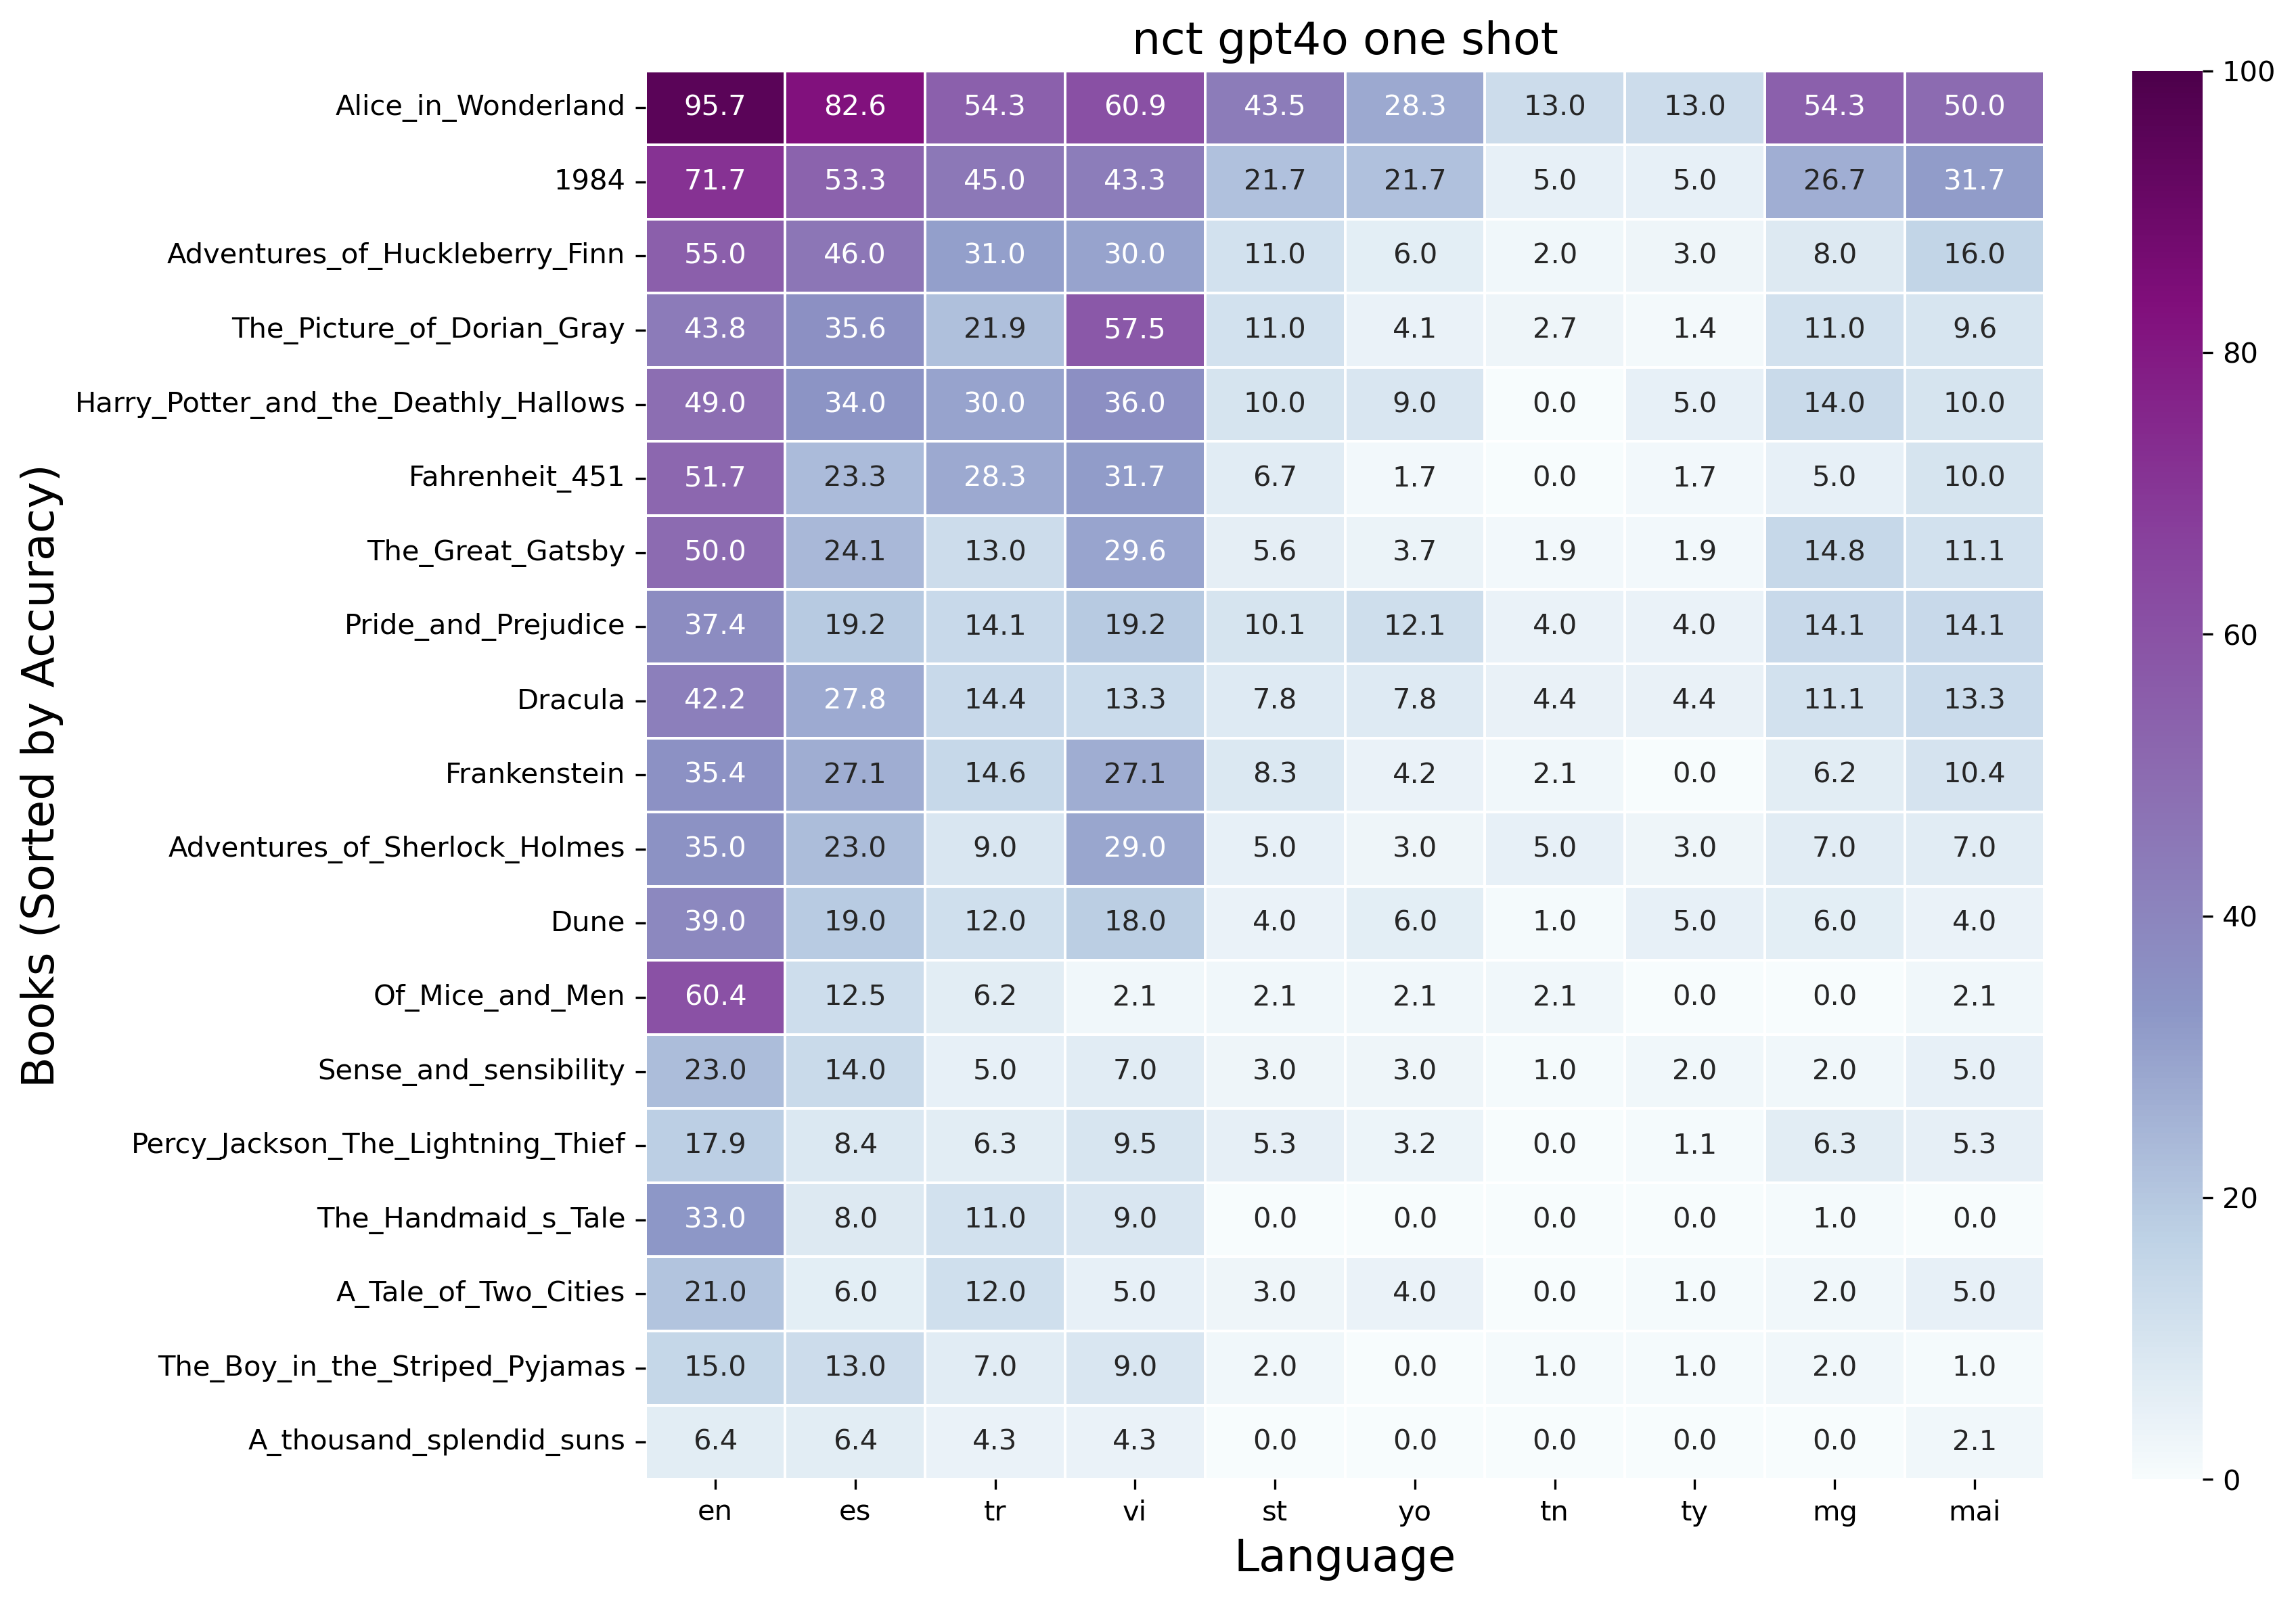 nct gpt4o one shot
Books (Sorted by Accuracy)
Alice_in_Wonderland 95.7 82.6 54.3 60.9 43.5 28.3 13.0 13.0 54.3 50.0
1984 71.7 53.3 45.0 43.3 21.7 21.7 5.0 5.0 26.7 31.7
Adventures_of_Huckleberry_Finn 55.0 46.0 31.0 30.0 11.0 6.0 2.0 3.0 8.0 16.0
The_Picture_of_Dorian_Gray 43.8 35.6 21.9 57.5 11.0 4.1 2.7 1.4 11.0 9.6
Harry_Potter_and_the_Deathly_Hallows 49.0 34.0 30.0 36.0 10.0 9.0 0.0 5.0 14.0 10.0
Fahrenheit_451 51.7 23.3 28.3 31.7 6.7 1.7 0.0 1.7 5.0 10.0
The_Great_Gatsby 50.0 24.1 13.0 29.6 5.6 3.7 1.9 1.9 14.8 11.1
Pride_and_Prejudice 37.4 19.2 14.1 19.2 10.1 12.1 4.0 4.0 14.1 14.1
Dracula 42.2 27.8 14.4 13.3 7.8 7.8 4.4 4.4 11.1 13.3
Frankenstein 35.4 27.1 14.6 27.1 8.3 4.2 2.1 0.0 6.2 10.4
Adventures_of_Sherlock_Holmes 35.0 23.0 9.0 29.0 5.0 3.0 5.0 3.0 7.0 7.0
Dune 39.0 19.0 12.0 18.0 4.0 6.0 1.0 5.0 6.0 4.0
Of_Mice_and_Men 60.4 12.5 6.2 2.1 2.1 2.1 2.1 0.0 0.0 2.1
Sense_and_sensibility 23.0 14.0 5.0 7.0 3.0 3.0 1.0 2.0 2.0 5.0
Percy_Jackson_The_Lightning_Thief 17.9 8.4 6.3 9.5 5.3 3.2 0.0 1.1 6.3 5.3
The_Handmaid_s_Tale 33.0 8.0 11.0 9.0 0.0 0.0 0.0 0.0 1.0 0.0
A_Tale_of_Two_Cities 21.0 6.0 12.0 5.0 3.0 4.0 0.0 1.0 2.0 5.0
The_Boy_in_the_Striped_Pyjamas 15.0 13.0 7.0 9.0 2.0 0.0 1.0 1.0 2.0 1.0
A_thousand_splendid_suns 6.4 6.4 4.3 4.3 0.0 0.0 0.0 0.0 0.0 2.1
en es tr vi st yo tn ty mg mai
Language
100
80
60
40
20
0